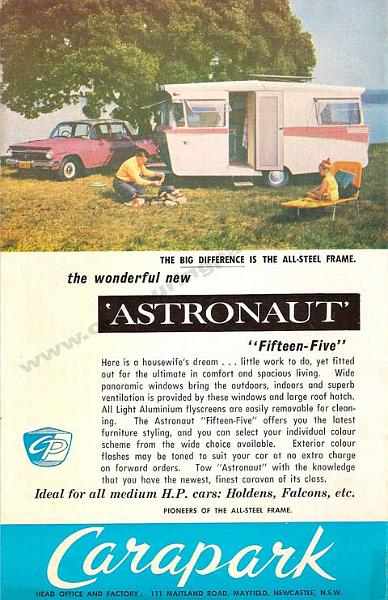 THE BIG DIFFERENCE IS THE ALL-STEEL FRAME.
the wonderful new
'ASTRONAUT'
"Fifteen-Five"
Here is a housewife's dream . . . little work to do, yet fitted
out for the ultimate in comfort and spacious living. Wide
panoramic windows bring the outdoors, indoors and superb
ventilation is provided by these windows and large roof hatch.
All Light Aluminium flyscreens are easily removable for clean-
ing. The Astronaut "Fifteen-Five" offers you the latest
furniture styling, and you can select your individual colour
scheme from the wide choice available. Exterior colour
flashes may be toned to suit your car at no extra charge
on forward orders. Tow "Astronaut" with the knowledge
that you have the newest, finest caravan of its class.
CP
Ideal for all medium H.P. cars: Holdens, Falcons, etc.
PIONEERS OF THE ALL-STEEL FRAME.
Carapark
HEAD OFFICE AND FACTORY: 111 MAITLAND ROAD, MAYFIELD, NEWCASTLE, N.S.W.